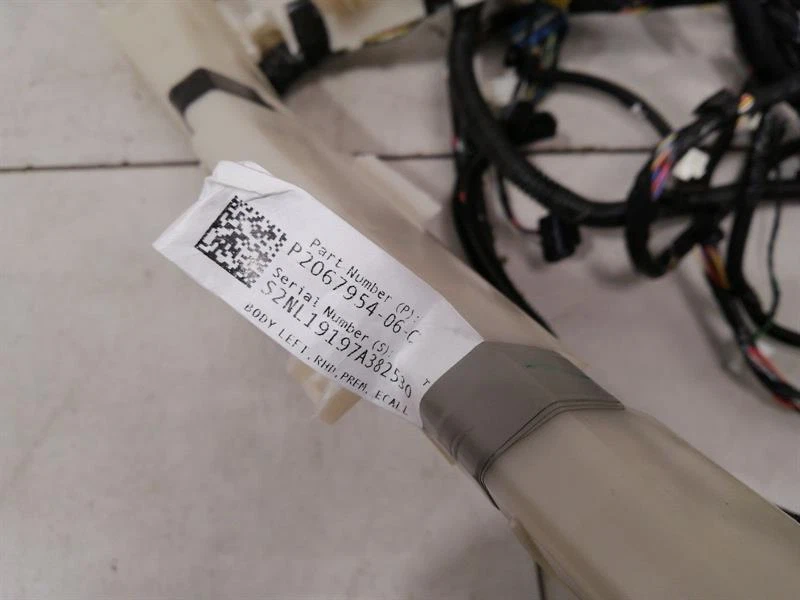 Part Number (P):
P2067954-06-C
Serial Number (S):
S2NL19197A382530
BODY LEFT, RHD, PREM, ECALL